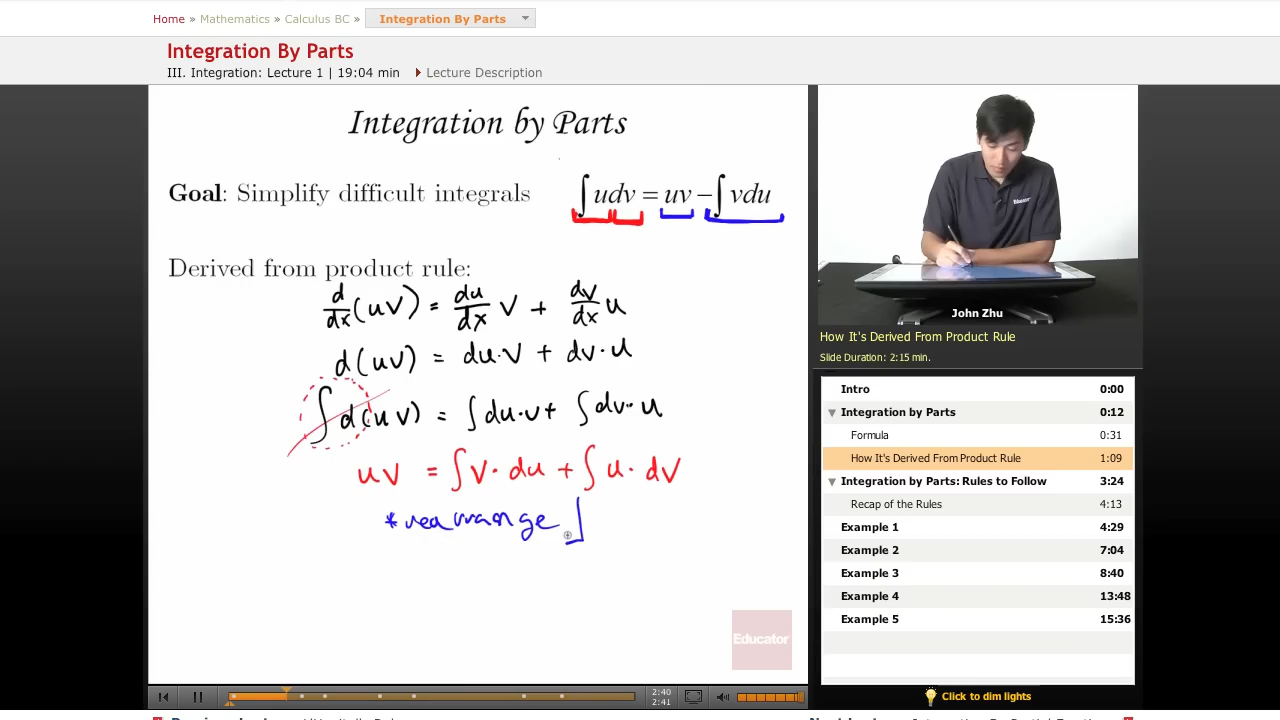 Home » Mathematics » Calculus BC » Integration By Parts
Integration By Parts
III. Integration: Lecture 1 | 19:04 min Lecture Description
Integration by Parts
Goal: Simplify difficult integrals ∫udv = uv − ∫vdu
Derived from product rule:
d/dx (uv) = du/dx v + dv/dx u
d(uv) = du·v + dv·u
∫d(uv) = ∫du·v + ∫dv·u
uv = ∫v·du + ∫u·dv
*rearrange
Educator
John Zhu
How It's Derived From Product Rule
Slide Duration: 2:15 min.
Intro 0:00
Integration by Parts 0:12
Formula 0:31
How It's Derived From Product Rule 1:09
Integration by Parts: Rules to Follow 3:24
Recap of the Rules 4:13
Example 1 4:29
Example 2 7:04
Example 3 8:40
Example 4 13:48
Example 5 15:36
2:40
2:41
Click to dim lights